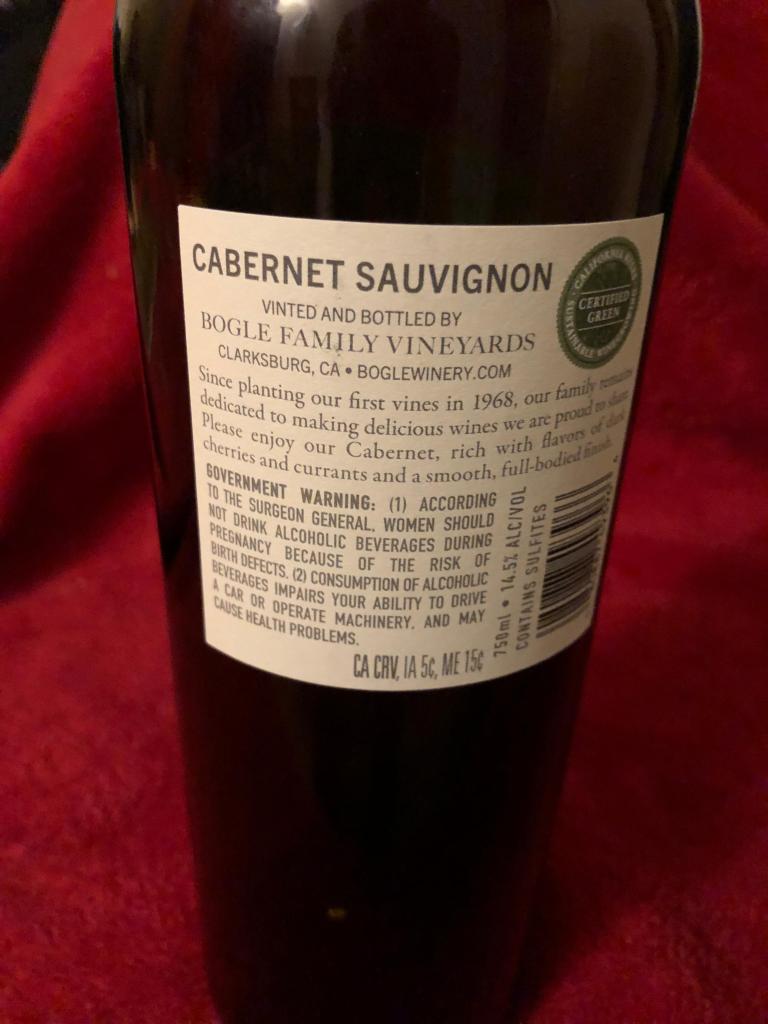 CABERNET SAUVIGNON
VINTED AND BOTTLED BY
BOGLE FAMILY VINEYARDS
CLARKSBURG, CA • BOGLEWINERY.COM
CERTIFIED
GREEN
CALIFORNIA
SUSTAINABLE
Since planting our first vines in 1968, our family remains
dedicated to making delicious wines we are proud to share.
Please enjoy our Cabernet, rich with flavors of dark
cherries and currants and a smooth, full-bodied finish.
GOVERNMENT WARNING: (1) ACCORDING
TO THE SURGEON GENERAL, WOMEN SHOULD
NOT DRINK ALCOHOLIC BEVERAGES DURING
PREGNANCY BECAUSE OF THE RISK OF
BIRTH DEFECTS. (2) CONSUMPTION OF ALCOHOLIC
BEVERAGES IMPAIRS YOUR ABILITY TO DRIVE
A CAR OR OPERATE MACHINERY, AND MAY
CAUSE HEALTH PROBLEMS.
750ml • 14.5% ALC/VOL
CONTAINS SULFITES
CA CRV, IA 5¢, ME 15¢